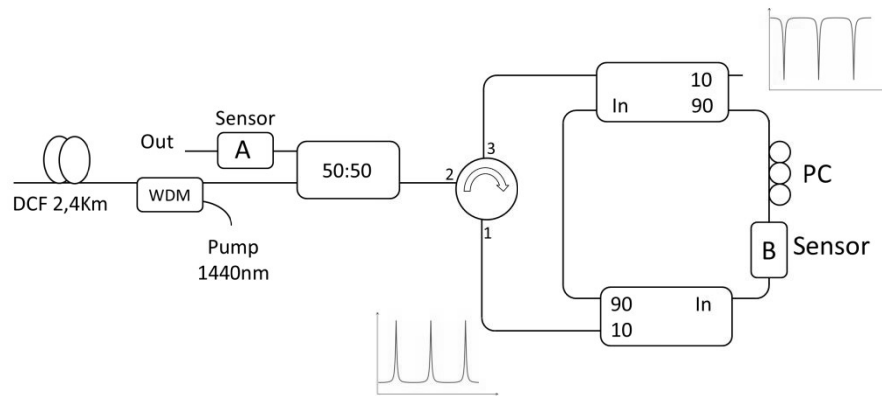 Sensor
Out
A
50:50
DCF 2,4Km
WDM
Pump
1440nm
2
3
1
10
In
90
PC
B
Sensor
90
In
10